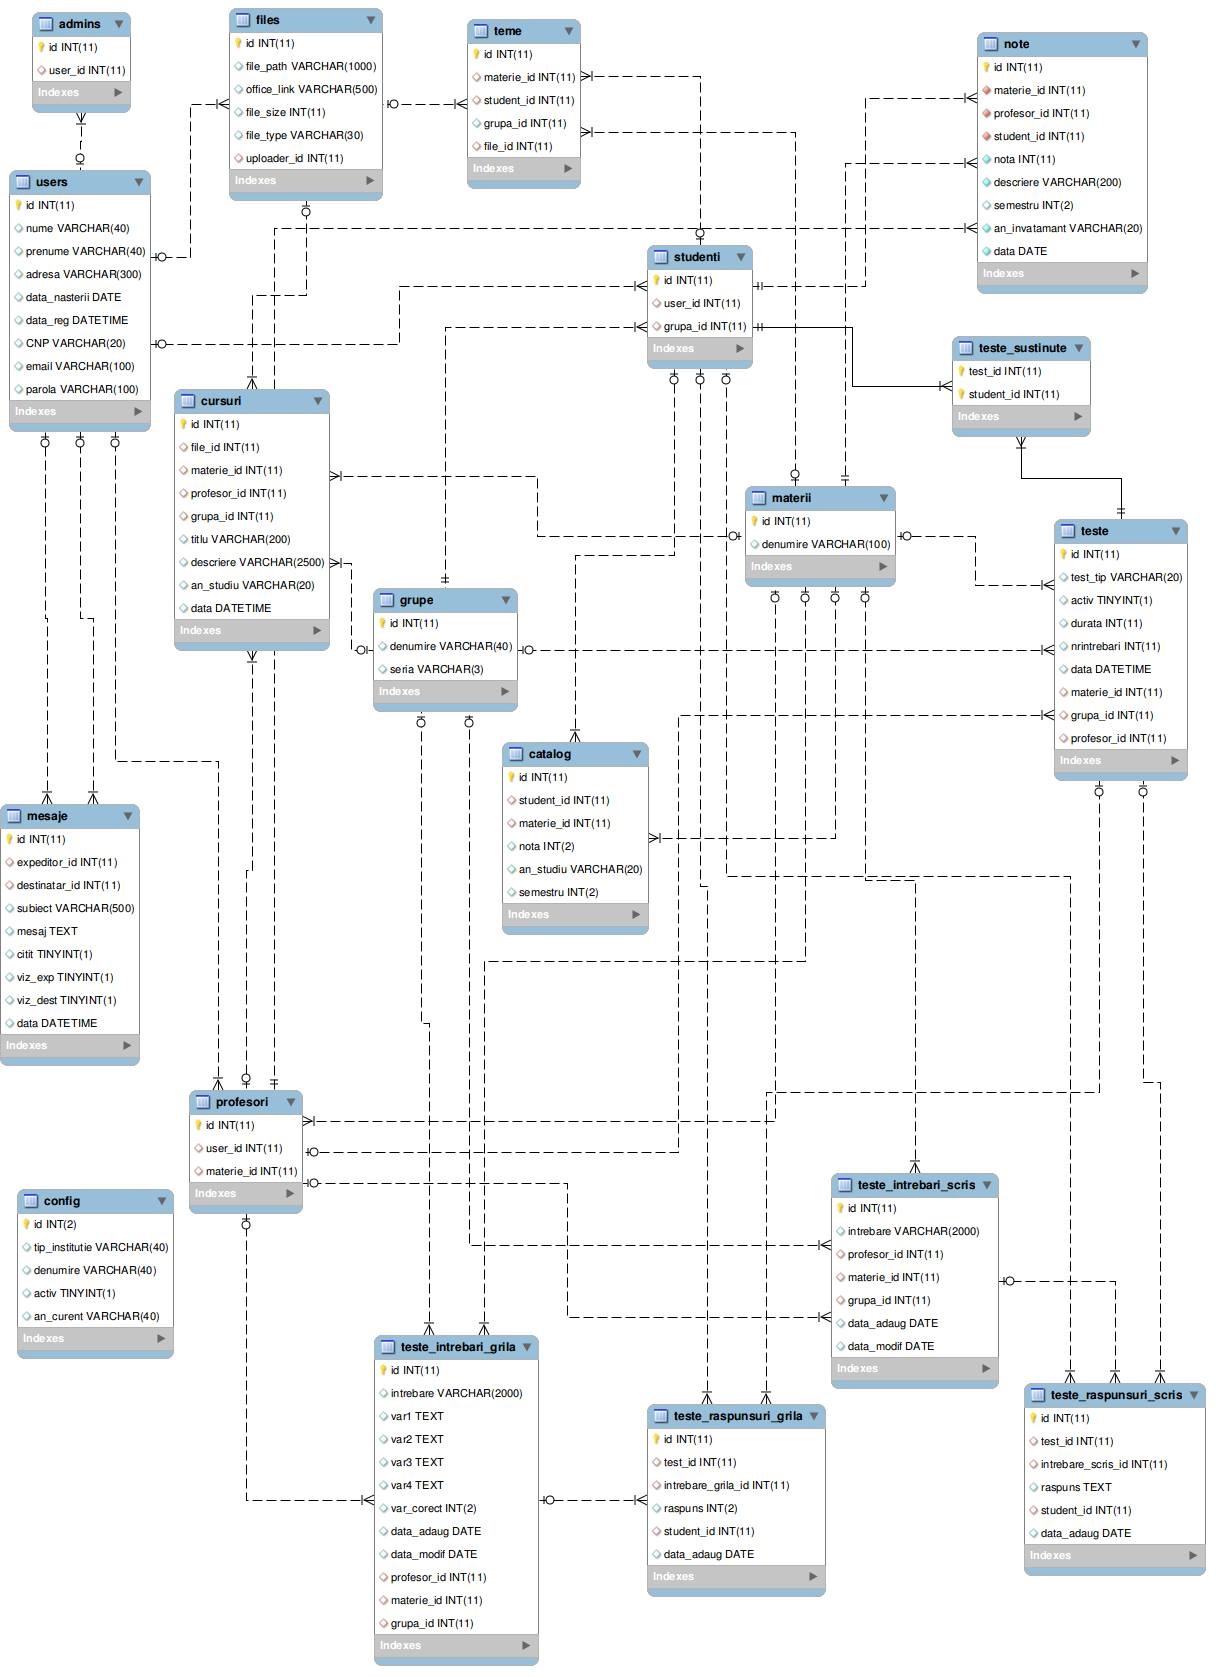 admins
id INT(11)
user_id INT(11)
Indexes
files
id INT(11)
file_path VARCHAR(1000)
office_link VARCHAR(500)
file_size INT(11)
file_type VARCHAR(30)
uploader_id INT(11)
Indexes
teme
id INT(11)
materie_id INT(11)
student_id INT(11)
grupa_id INT(11)
file_id INT(11)
Indexes
note
id INT(11)
materie_id INT(11)
profesor_id INT(11)
student_id INT(11)
nota INT(11)
descriere VARCHAR(200)
semestru INT(2)
an_invatamant VARCHAR(20)
data DATE
Indexes
users
id INT(11)
nume VARCHAR(40)
prenume VARCHAR(40)
adresa VARCHAR(300)
data_nasterii DATE
data_reg DATETIME
CNP VARCHAR(20)
email VARCHAR(100)
parola VARCHAR(100)
Indexes
studenti
id INT(11)
user_id INT(11)
grupa_id INT(11)
Indexes
teste_sustinute
test_id INT(11)
student_id INT(11)
Indexes
cursuri
id INT(11)
file_id INT(11)
materie_id INT(11)
profesor_id INT(11)
grupa_id INT(11)
titlu VARCHAR(200)
descriere VARCHAR(2500)
an_studiu VARCHAR(20)
data DATETIME
Indexes
materii
id INT(11)
denumire VARCHAR(100)
Indexes
teste
id INT(11)
test_tip VARCHAR(20)
activ TINYINT(1)
durata INT(11)
nrintrebari INT(11)
data DATETIME
materie_id INT(11)
grupa_id INT(11)
profesor_id INT(11)
Indexes
grupe
id INT(11)
denumire VARCHAR(40)
seria VARCHAR(3)
Indexes
catalog
id INT(11)
student_id INT(11)
materie_id INT(11)
nota INT(2)
an_studiu VARCHAR(20)
semestru INT(2)
Indexes
mesaje
id INT(11)
expeditor_id INT(11)
destinatar_id INT(11)
subiect VARCHAR(500)
mesaj TEXT
citit TINYINT(1)
viz_exp TINYINT(1)
viz_dest TINYINT(1)
data DATETIME
Indexes
profesori
id INT(11)
user_id INT(11)
materie_id INT(11)
Indexes
config
id INT(2)
tip_institutie VARCHAR(40)
denumire VARCHAR(40)
activ TINYINT(1)
an_curent VARCHAR(40)
Indexes
teste_intrebari_scris
id INT(11)
intrebare VARCHAR(2000)
profesor_id INT(11)
materie_id INT(11)
grupa_id INT(11)
data_adaug DATE
data_modif DATE
Indexes
teste_intrebari_grila
id INT(11)
intrebare VARCHAR(2000)
var1 TEXT
var2 TEXT
var3 TEXT
var4 TEXT
var_corect INT(2)
data_adaug DATE
data_modif DATE
profesor_id INT(11)
materie_id INT(11)
grupa_id INT(11)
Indexes
teste_raspunsuri_grila
id INT(11)
test_id INT(11)
intrebare_grila_id INT(11)
raspuns INT(2)
student_id INT(11)
data_adaug DATE
Indexes
teste_raspunsuri_scris
id INT(11)
test_id INT(11)
intrebare_scris_id INT(11)
raspuns TEXT
student_id INT(11)
data_adaug DATE
Indexes